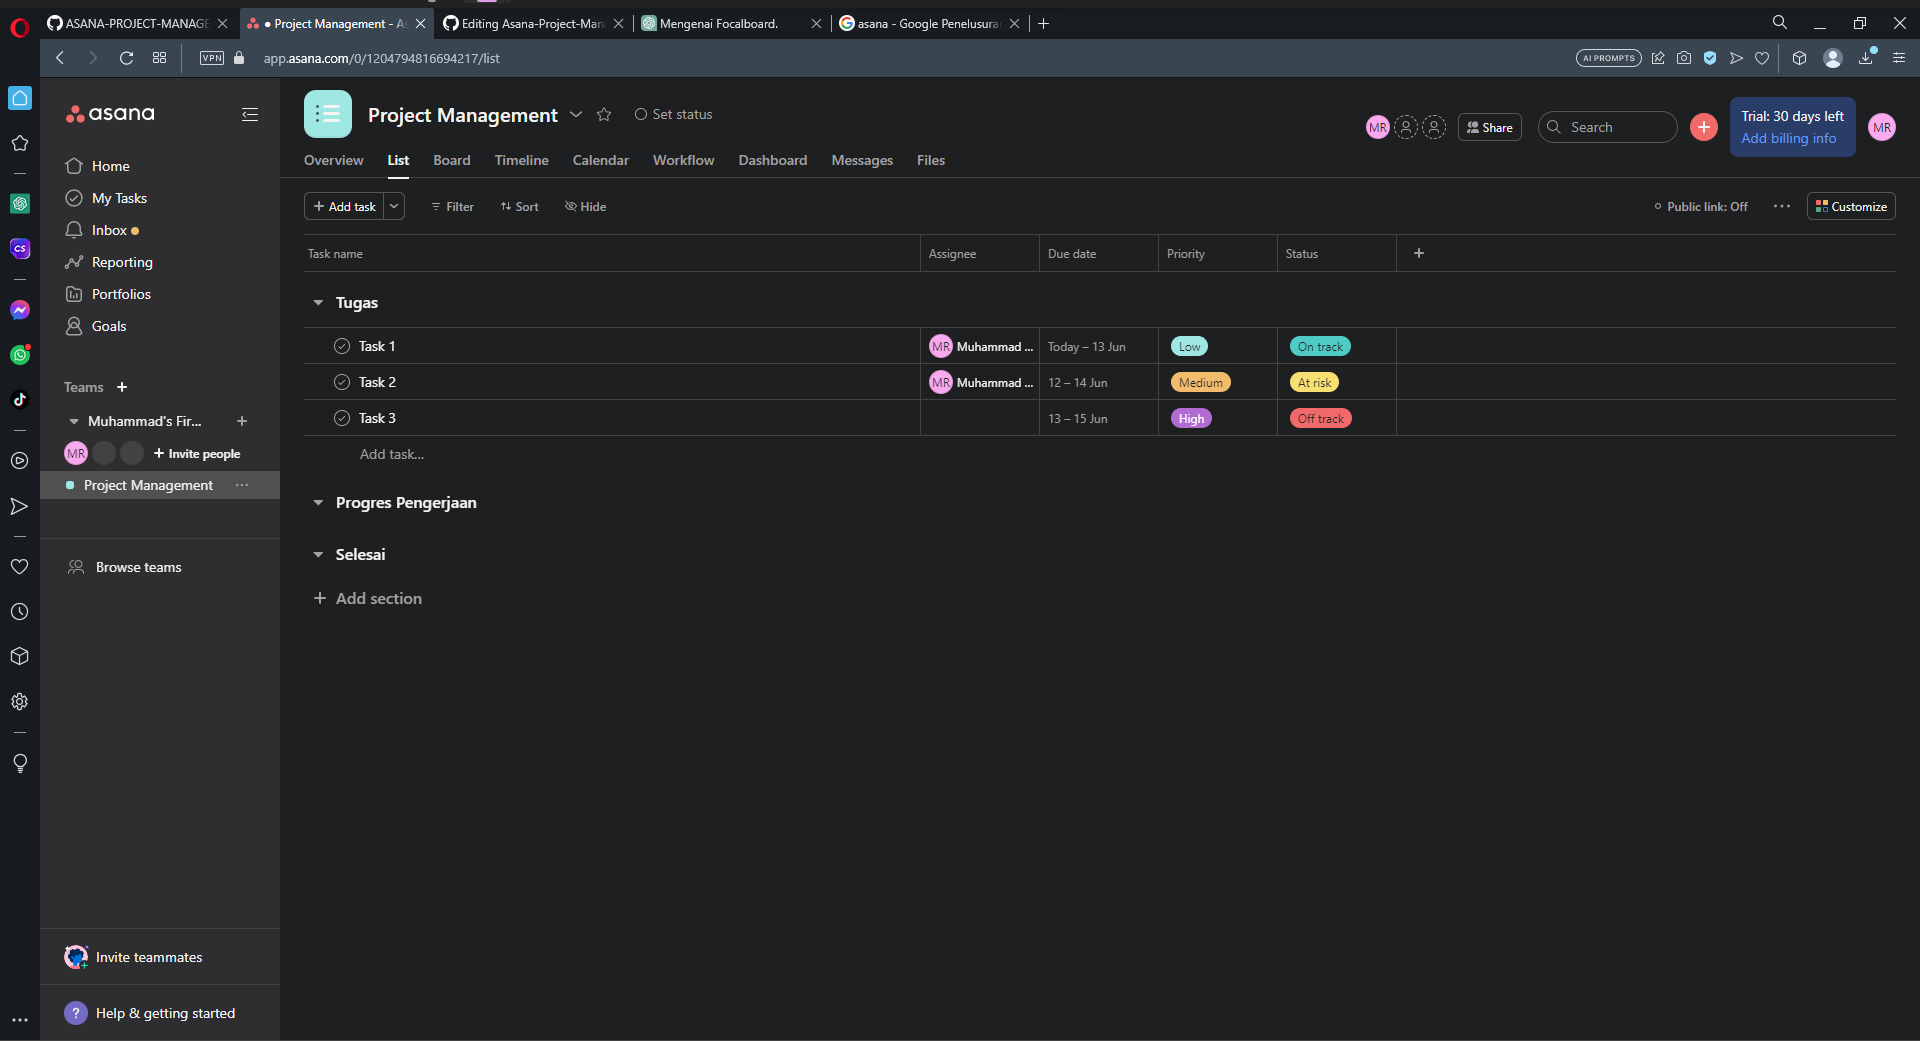 ASANA-PROJECT-MANAGE
● Project Management - As
Editing Asana-Project-Man
Mengenai Focalboard.
asana - Google Penelusuran
VPN
app.asana.com/0/1204794816694217/list
AI PROMPTS
CS
asana
Home
My Tasks
Inbox
Reporting
Portfolios
Goals
Teams +
Muhammad's Fir... +
MR
+ Invite people
Project Management ...
Browse teams
Invite teammates
? Help & getting started
Project Management
Set status
MR
Share
Search
Trial: 30 days left
Add billing info
MR
Overview List Board Timeline Calendar Workflow Dashboard Messages Files
+ Add task
Filter
Sort
Hide
Public link: Off
...
Customize
Task name Assignee Due date Priority Status +
Tugas
Task 1 MR Muhammad ... Today – 13 Jun Low On track
Task 2 MR Muhammad ... 12 – 14 Jun Medium At risk
Task 3 13 – 15 Jun High Off track
Add task...
Progres Pengerjaan
Selesai
+ Add section